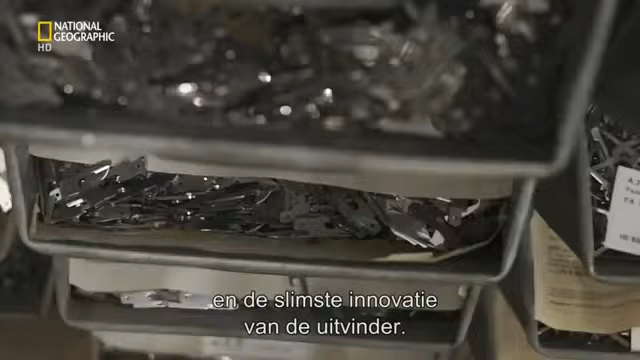 NATIONAL
GEOGRAPHIC
HD
en de slimste innovatie
van de uitvinder.